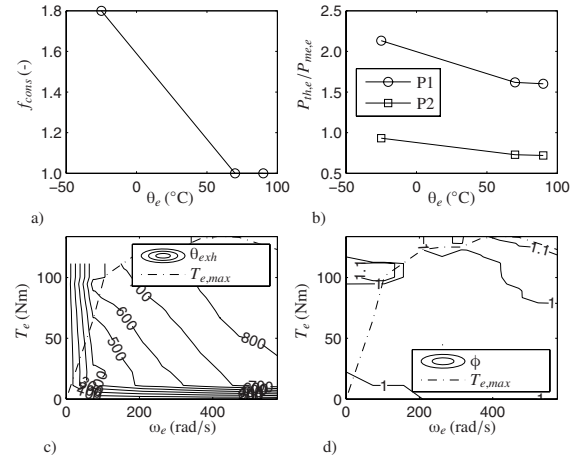 1.8
1.6
1.4
1.2
1.0
f_cons (-)
-50 0 50 100
θ_e (°C)
a)
2.5
2.0
1.5
1.0
0.5
P_th,e/P_me,e
P1
P2
-50 0 50 100
θ_e (°C)
b)
100
50
0
T_e (Nm)
θ_exh
T_e,max
600
500
800
0 200 400
ω_e (rad/s)
c)
100
50
0
T_e (Nm)
1.1
1
1
1
1
ϕ
T_e,max
0 200 400
ω_e (rad/s)
d)